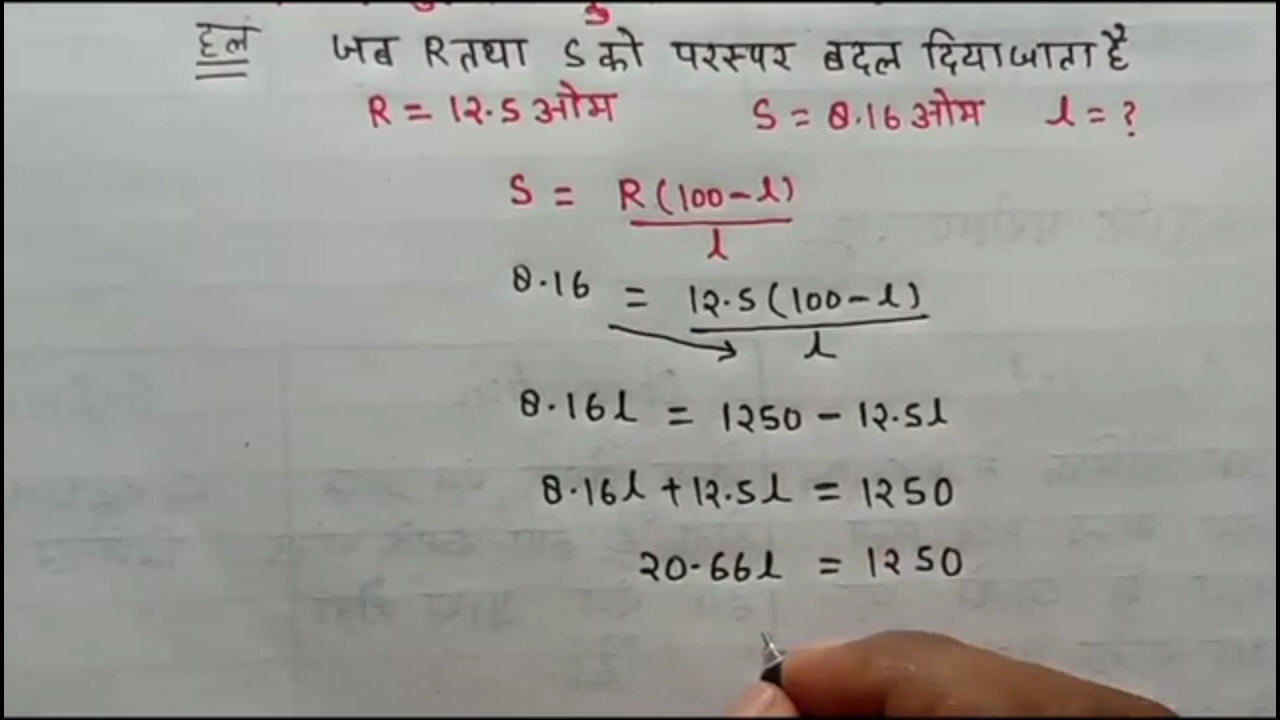 हल जब R तथा S को परस्पर बदल दिया जाता है
R = 12.5 ओम S = 8.16 ओम l = ?
S = R(100-l)
l
8.16 = 12.5(100-l)
l
8.16l = 1250 - 12.5l
8.16l + 12.5l = 1250
20.66l = 1250